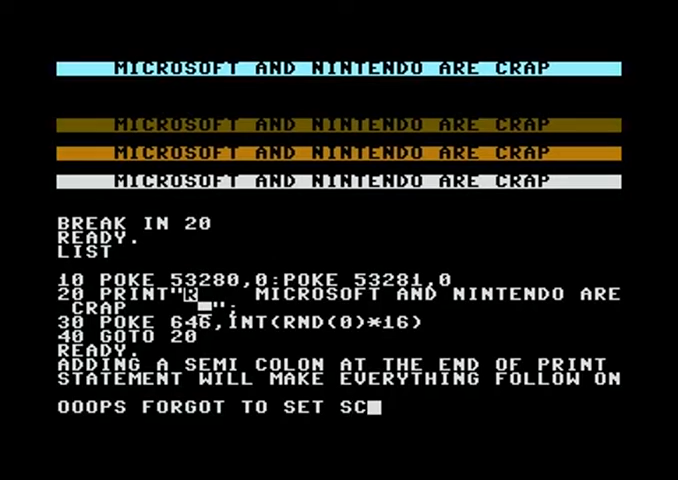 MICROSOFT AND NINTENDO ARE CRAP
MICROSOFT AND NINTENDO ARE CRAP
MICROSOFT AND NINTENDO ARE CRAP
MICROSOFT AND NINTENDO ARE CRAP
BREAK IN 20
READY.
LIST
10 POKE 53280,0:POKE 53281,0
20 PRINT"R    MICROSOFT AND NINTENDO ARE
CRAP     ";
30 POKE 646,INT(RND(0)*16)
40 GOTO 20
READY.
ADDING A SEMI COLON AT THE END OF PRINT
STATEMENT WILL MAKE EVERYTHING FOLLOW ON
OOOPS FORGOT TO SET SC